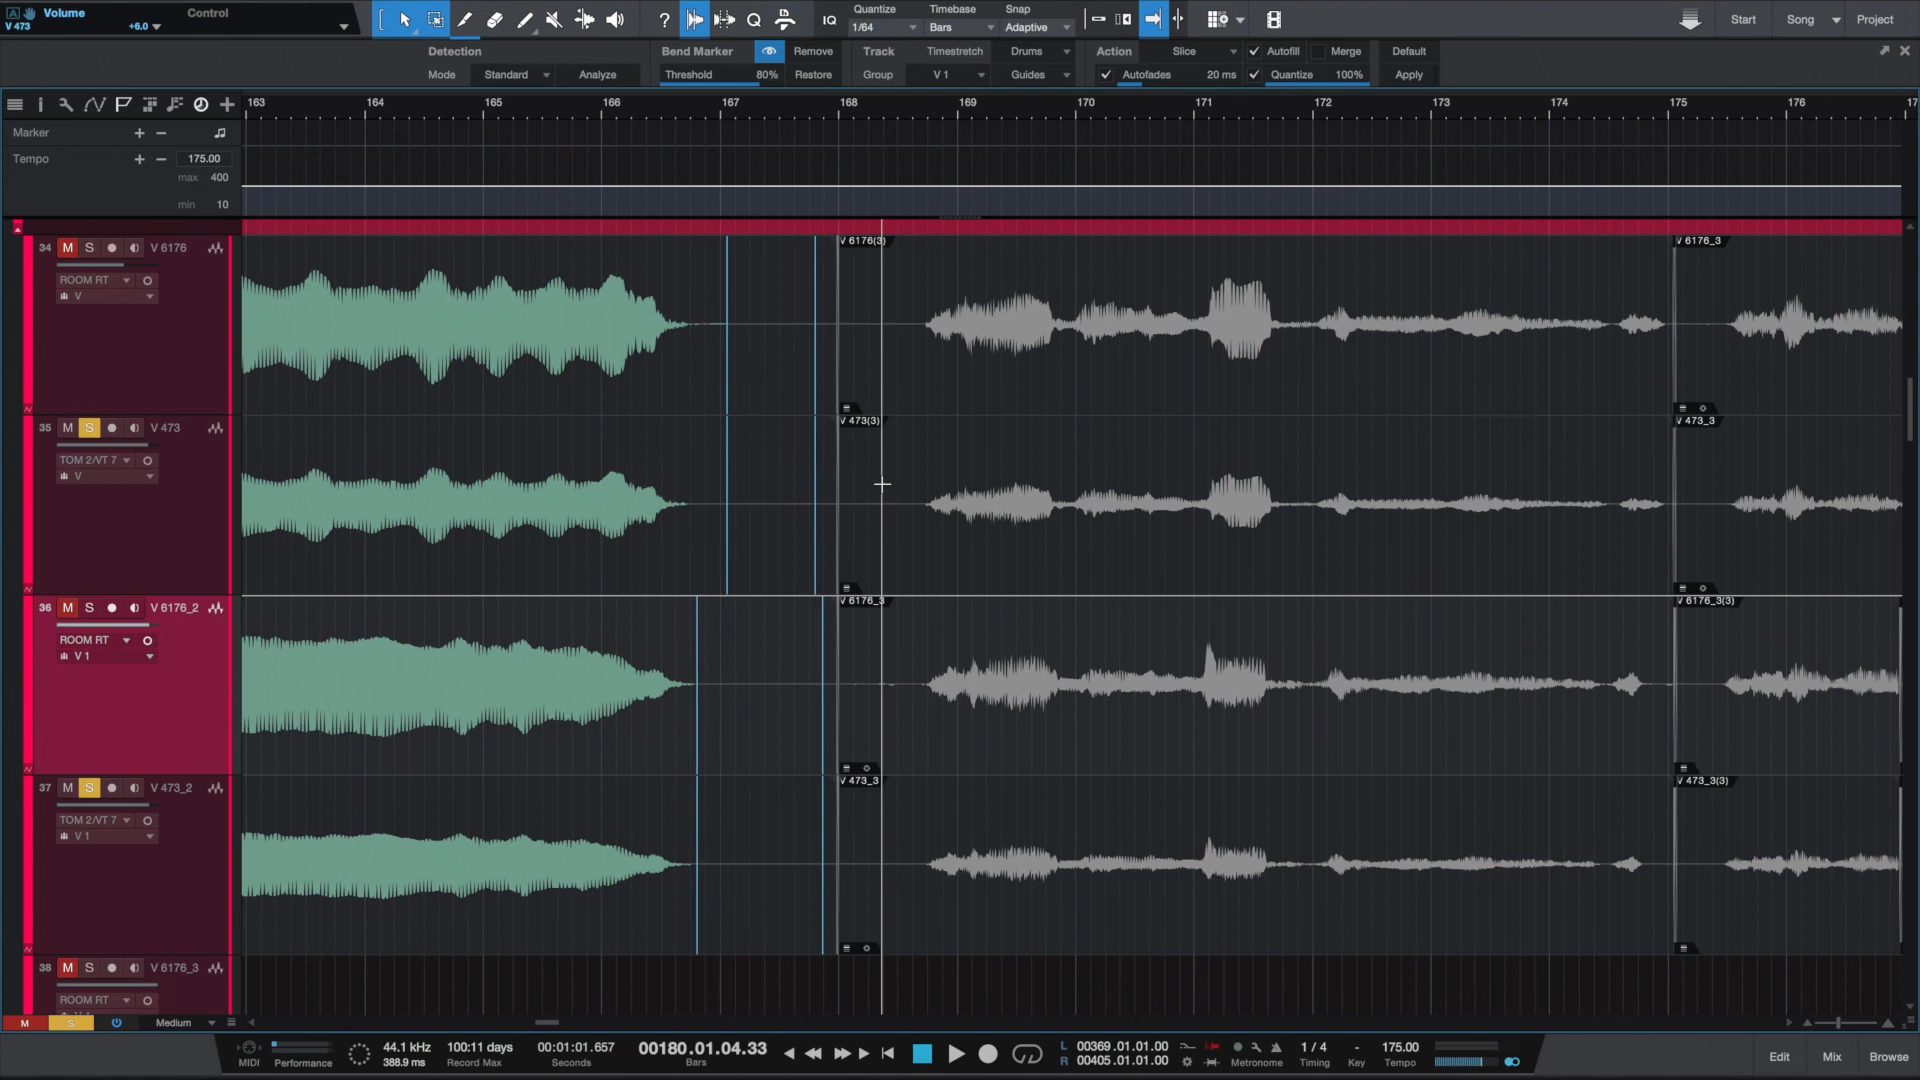 Volume
Control
V 473
+6.0
IQ
Quantize
1/64
Timebase
Bars
Snap
Adaptive
Start
Song
Project
Detection
Mode
Standard
Analyze
Bend Marker
Remove
Threshold 80%
Restore
Track
Timestretch
Drums
Group
V 1
Guides
Action
Slice
Autofill
Merge
Default
Autofades 20 ms
Quantize 100%
Apply
163 164 165 166 167 168 169 170 171 172 173 174 175 176 17
Marker
Tempo
175.00
max 400
min 10
34 M S V 6176
ROOM RT
V
V 6176(3)
V 6176_3
35 M S V 473
TOM 2/VT 7
V
V 473(3)
V 473_3
36 M S V 6176_2
ROOM RT
V 1
V 6176_3
V 6176_3(3)
37 M S V 473_2
TOM 2/VT 7
V 1
V 473_3
V 473_3(3)
38 M S V 6176_3
ROOM RT
M S Medium
MIDI
Performance
44.1 kHz
388.9 ms
100:11 days
Record Max
00:01:01.657
Seconds
00180.01.04.33
Bars
L 00369.01.01.00
R 00405.01.01.00
Metronome
1 / 4
Timing
-
Key
175.00
Tempo
Edit
Mix
Browse